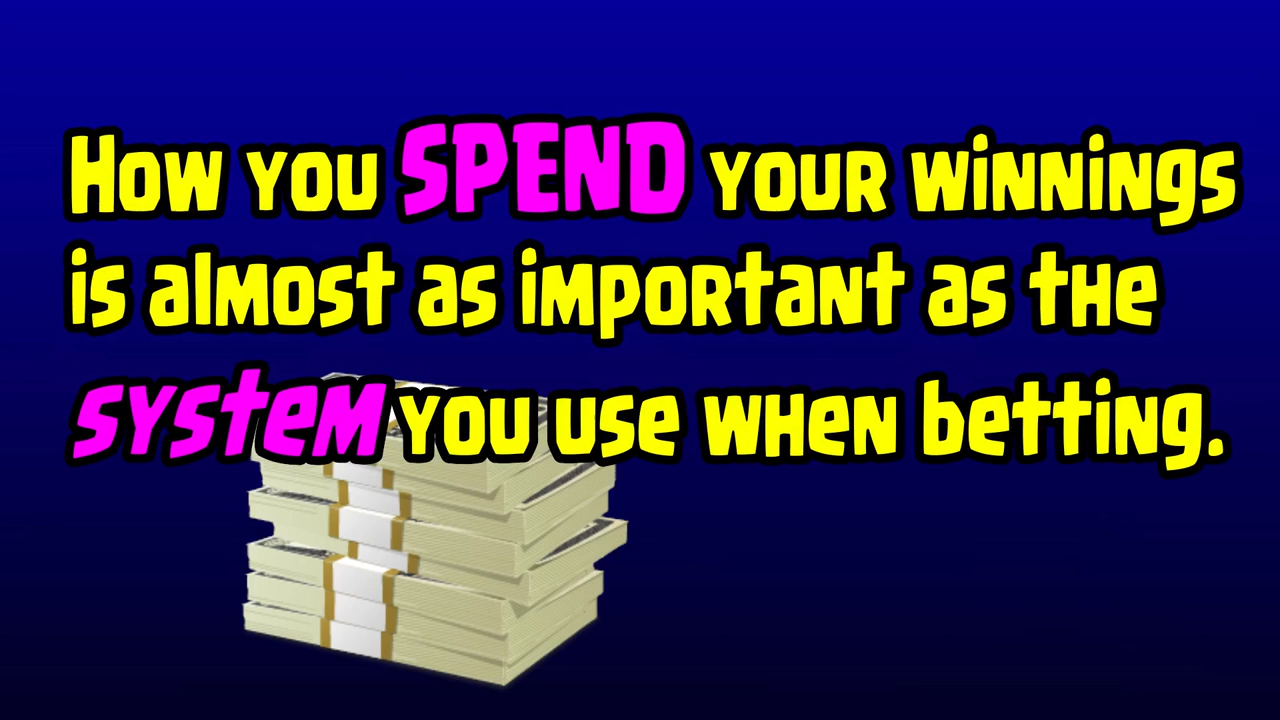 How you SPEND your winnings
is almost as important as the
system you use when betting.